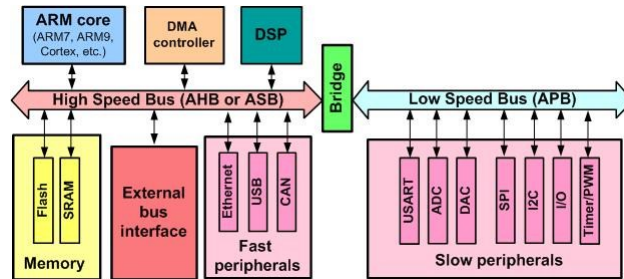 ARM core
(ARM7, ARM9,
Cortex, etc.)
DMA
controller
DSP
High Speed Bus (AHB or ASB)
Bridge
Low Speed Bus (APB)
Flash
SRAM
Memory
External
bus
interface
Ethernet
USB
CAN
Fast
peripherals
USART
ADC
DAC
SPI
I2C
I/O
Timer/PWM
Slow peripherals